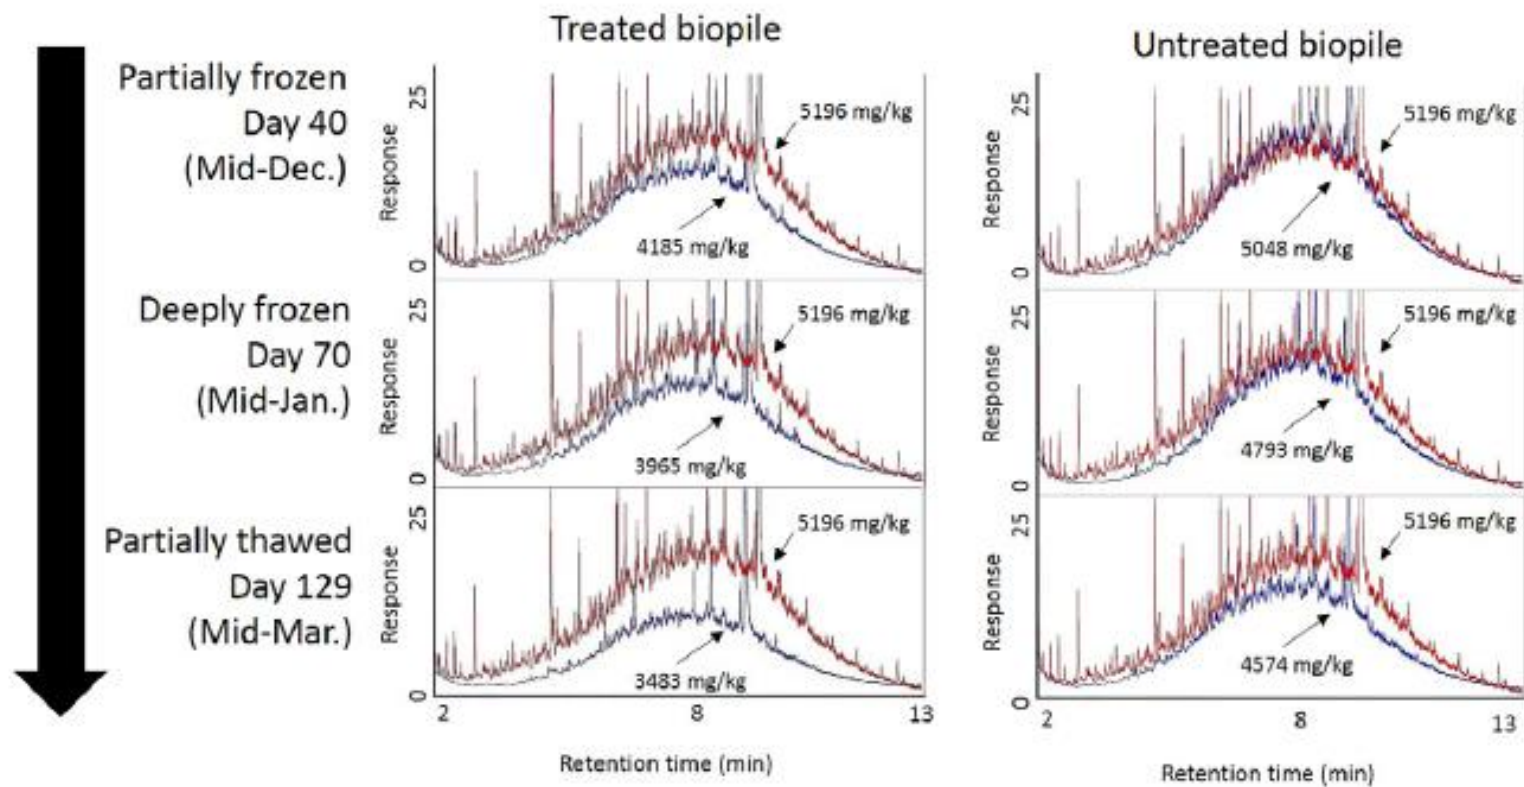 Treated biopile
Untreated biopile
Partially frozen
Day 40
(Mid-Dec.)
Response
0
25
5196 mg/kg
4185 mg/kg
Response
0
25
5196 mg/kg
5048 mg/kg
Deeply frozen
Day 70
(Mid-Jan.)
Response
0
25
5196 mg/kg
3965 mg/kg
Response
0
25
5196 mg/kg
4793 mg/kg
Partially thawed
Day 129
(Mid-Mar.)
Response
0
25
5196 mg/kg
3483 mg/kg
Response
0
25
5196 mg/kg
4574 mg/kg
2
8
13
Retention time (min)
2
8
13
Retention time (min)